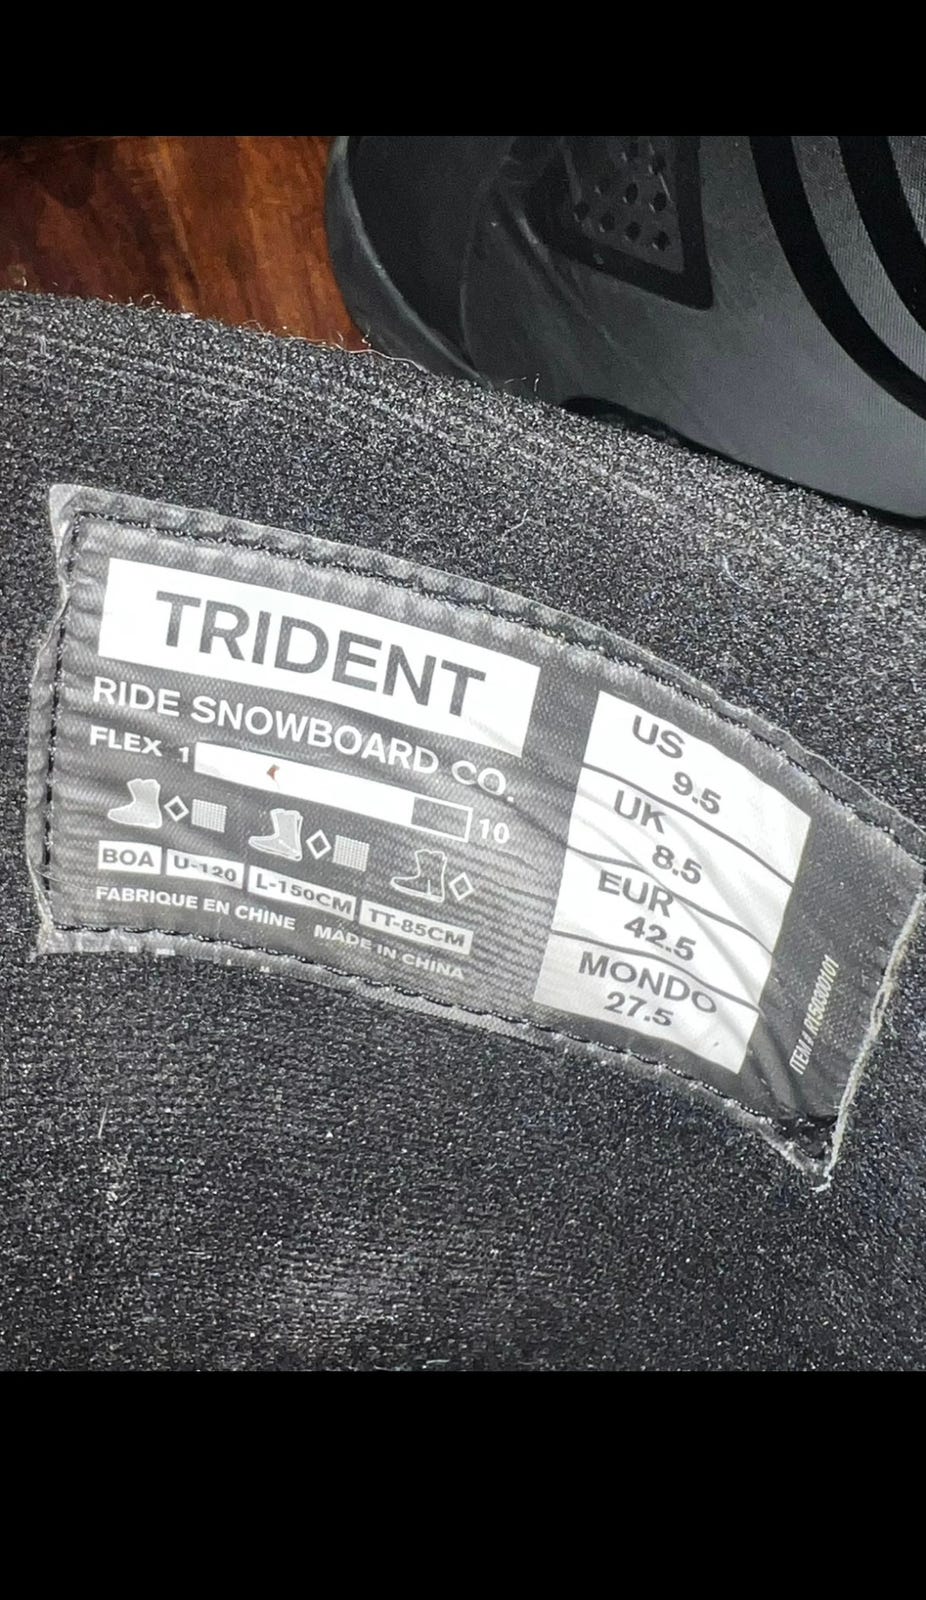 TRIDENT
RIDE SNOWBOARD CO.
FLEX 1 10
BOA U-120 L-150CM TT-85CM
FABRIQUE EN CHINE MADE IN CHINA
US
9.5
UK
8.5
EUR
42.5
MONDO
27.5
ITEM #